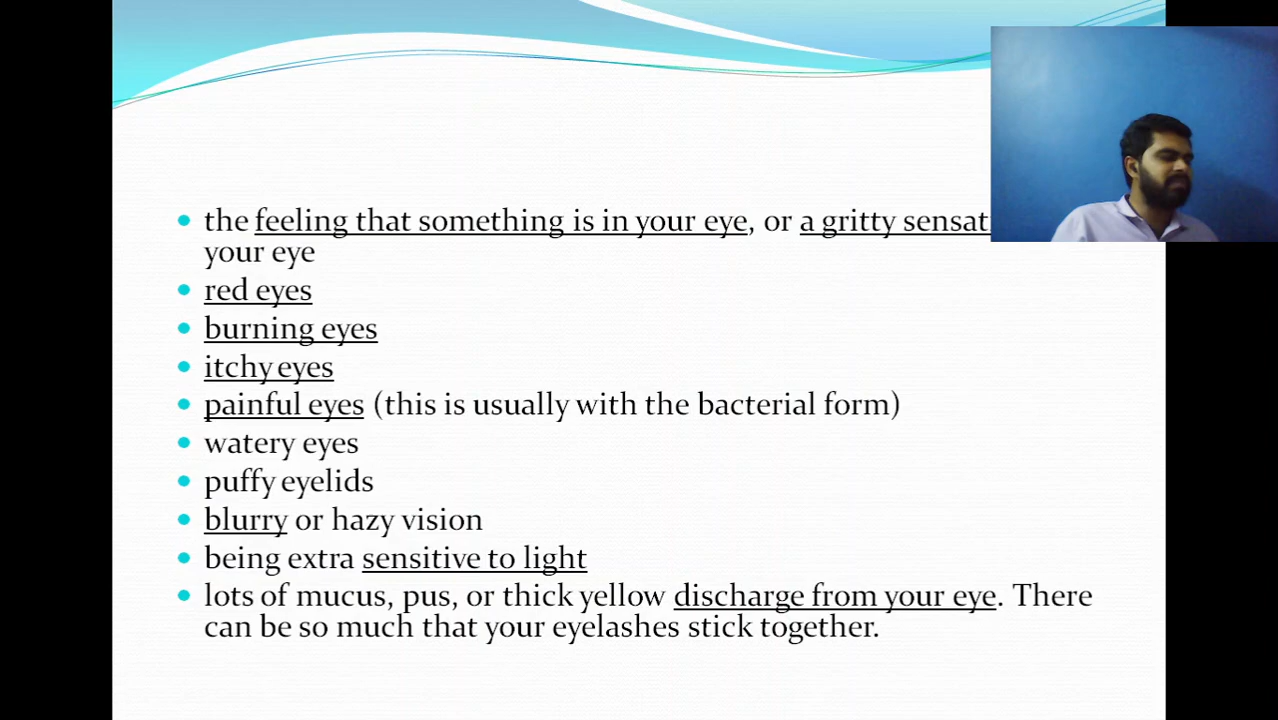 the feeling that something is in your eye, or a gritty
your eye
red eyes
burning eyes
itchy eyes
painful eyes (this is usually with the bacterial form)
watery eyes
puffy eyelids
blurry or hazy vision
being extra sensitive to light
lots of mucus, pus, or thick yellow discharge from your eye. There
can be so much that your eyelashes stick together.